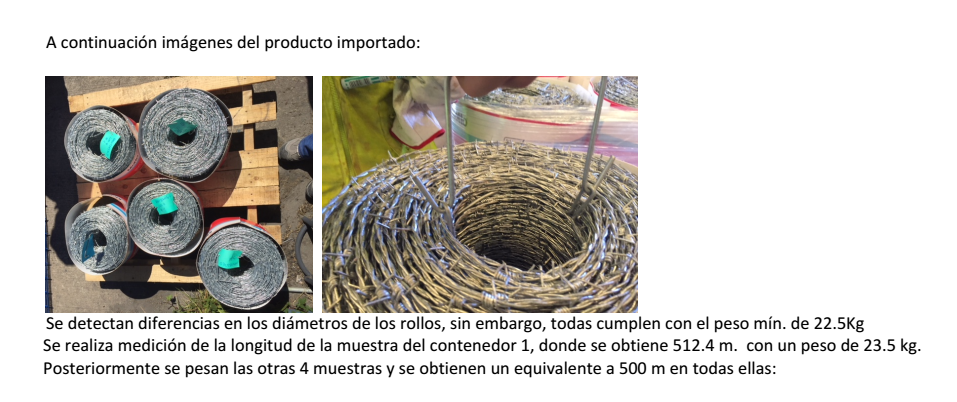 A continuación imágenes del producto importado:
Se detectan diferencias en los diámetros de los rollos, sin embargo, todas cumplen con el peso mín. de 22.5Kg
Se realiza medición de la longitud de la muestra del contenedor 1, donde se obtiene 512.4 m. con un peso de 23.5 kg.
Posteriormente se pesan las otras 4 muestras y se obtienen un equivalente a 500 m en todas ellas: